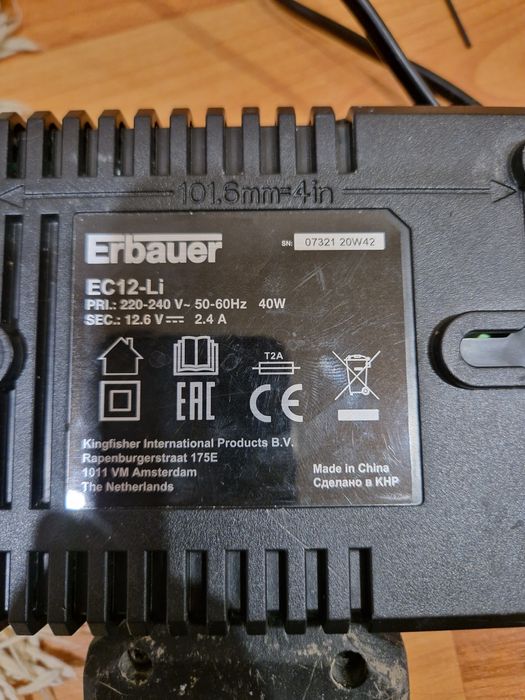 101,6mm=4in
Erbauer
SN: 07321 20W42
EC12-Li
PRI.: 220-240 V~ 50-60Hz 40W
SEC.: 12.6 V⎓ 2.4 A
T2A
EAC
CE
Kingfisher International Products B.V.
Rapenburgerstraat 175E
1011 VM Amsterdam
The Netherlands
Made in China
Сделано в КНР